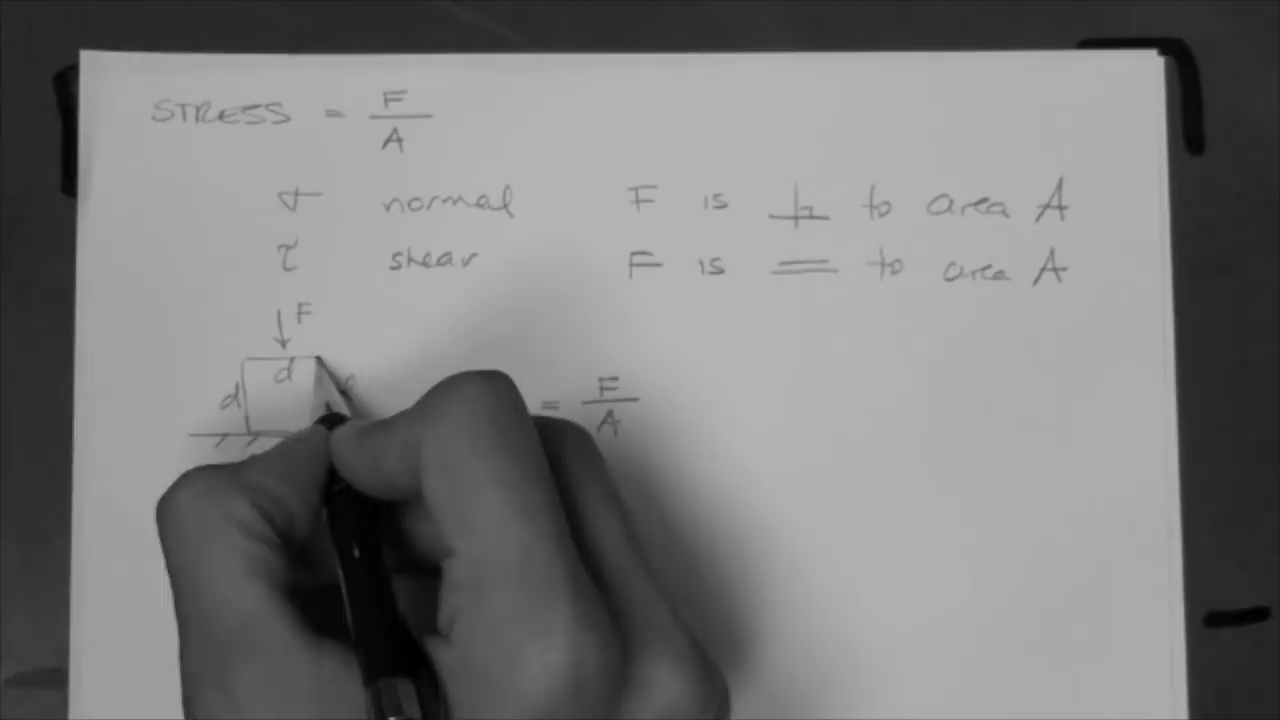 STRESS = F/A
σ normal F is ⊥ to area A
τ shear F is = to area A
↓ F
d
d
= F/A